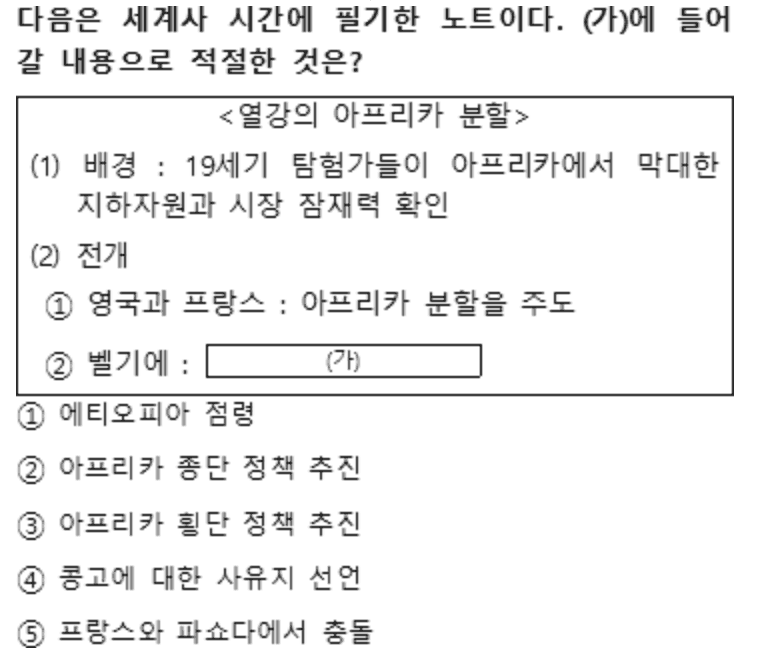 다음은 세계사 시간에 필기한 노트이다. (가)에 들어
갈 내용으로 적절한 것은?
<열강의 아프리카 분할>
(1) 배경 : 19세기 탐험가들이 아프리카에서 막대한
지하자원과 시장 잠재력 확인
(2) 전개
① 영국과 프랑스 : 아프리카 분할을 주도
② 벨기에 : (가)
① 에티오피아 점령
② 아프리카 종단 정책 추진
③ 아프리카 횡단 정책 추진
④ 콩고에 대한 사유지 선언
⑤ 프랑스와 파쇼다에서 충돌